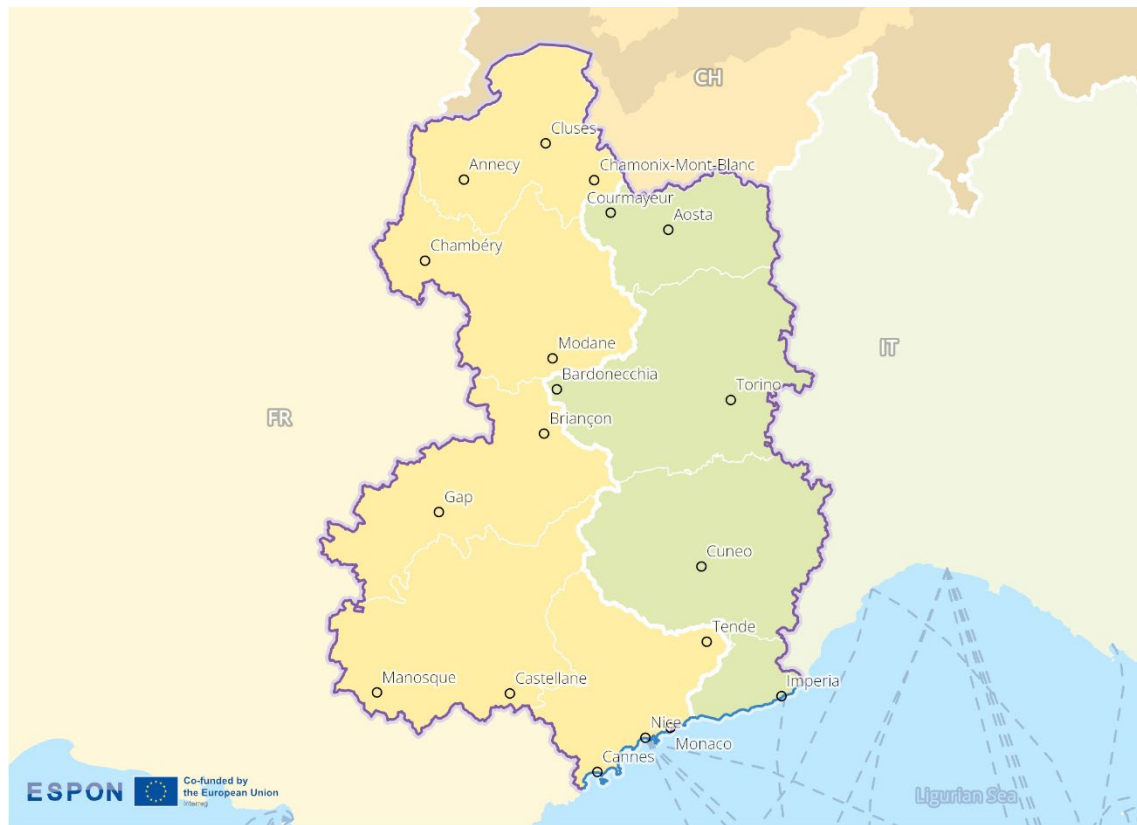 CH
Cluses
Annecy
Chamonix-Mont-Blanc
Courmayeur
Aosta
Chambéry
IT
Modane
Bardonecchia
Torino
FR
Briançon
Gap
Cuneo
Tende
Manosque
Castellane
Imperia
Nice
Monaco
Cannes
ESPON
Co-funded by
the European Union
Interreg
Ligurian Sea